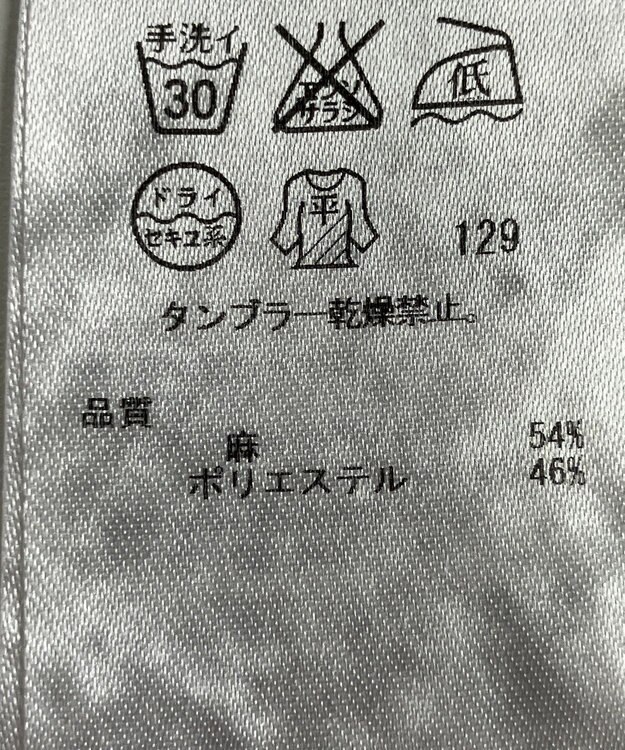 手洗イ
30
エンソ
サラシ
低
ドライ
セキユ系
平
129
タンブラー乾燥禁止。
品質
麻 54%
ポリエステル 46%